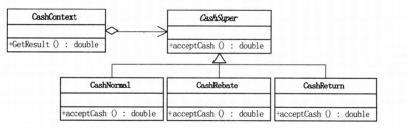 CashContext
+GetResult () : double
CashSuper
+acceptCash () : double
CashNormal
+acceptCash () : double
CashRebate
+acceptCash () : double
CashReturn
+acceptCash () : double